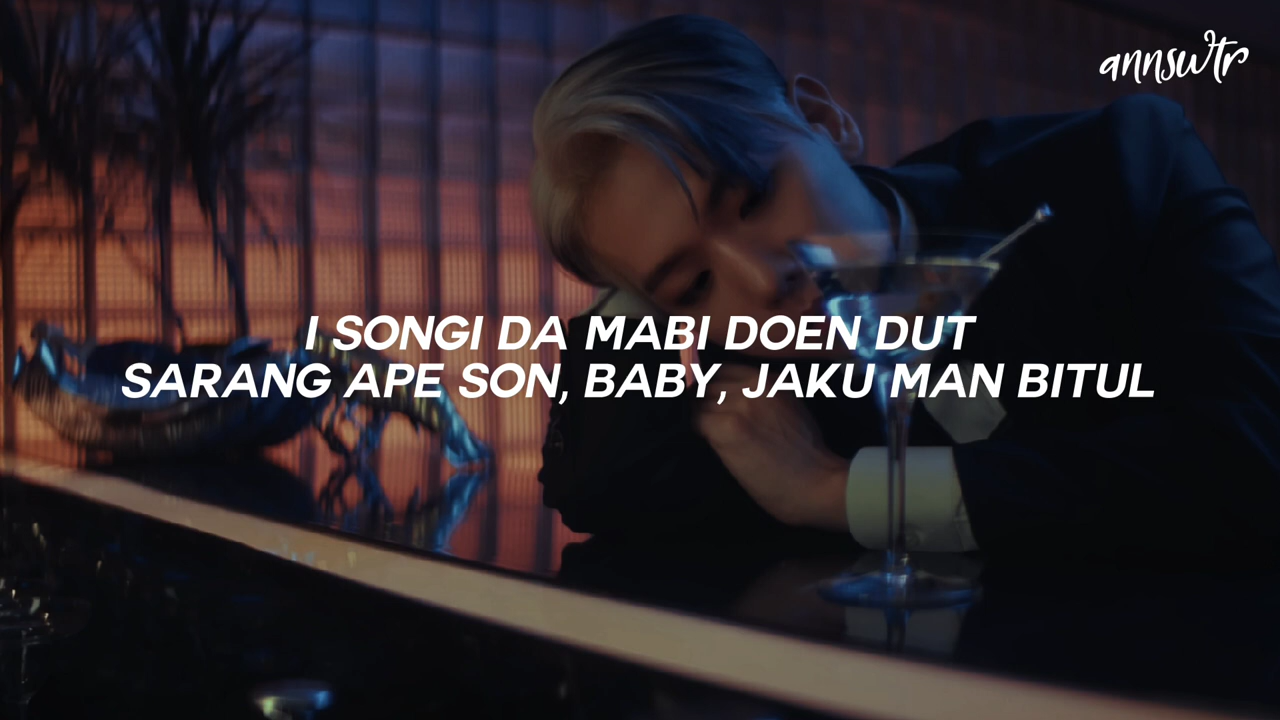 annswtr
I SONGI DA MABI DOEN DUT
SARANG APE SON, BABY, JAKU MAN BITUL